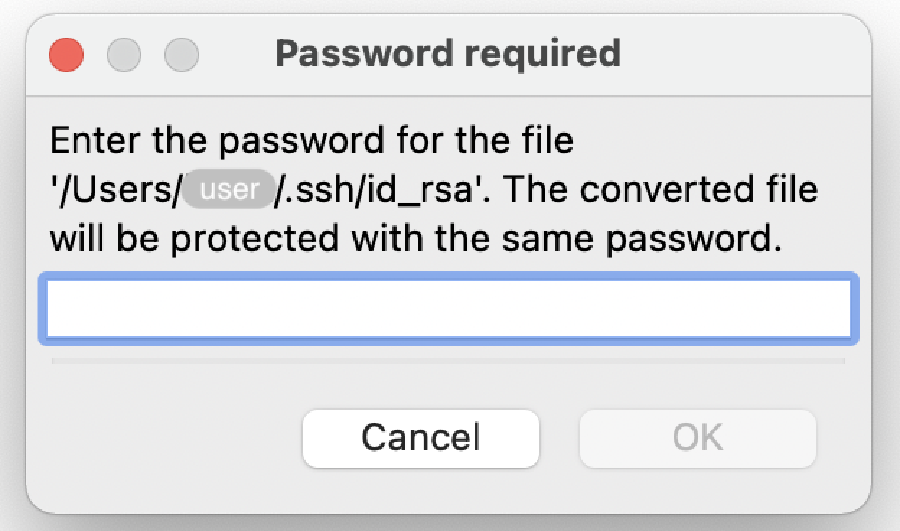 Password required
Enter the password for the file
'/Users/user/.ssh/id_rsa'. The converted file
will be protected with the same password.
Cancel
OK